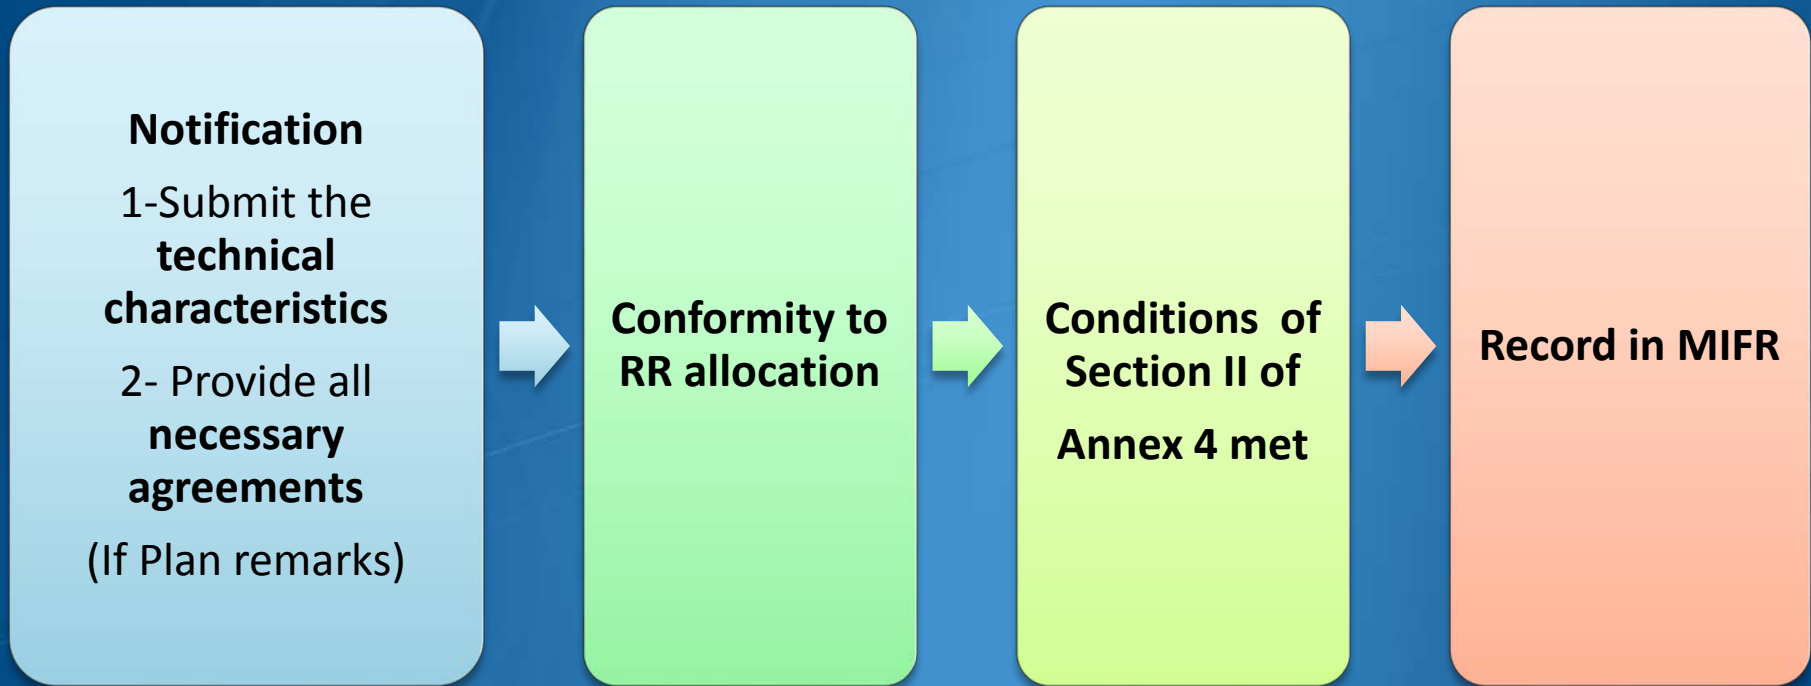 Notification
1-Submit the
technical
characteristics
2- Provide all
necessary
agreements
(If Plan remarks)
Conformity to
RR allocation
Conditions  of
Section II of
Annex 4 met
Record in MIFR